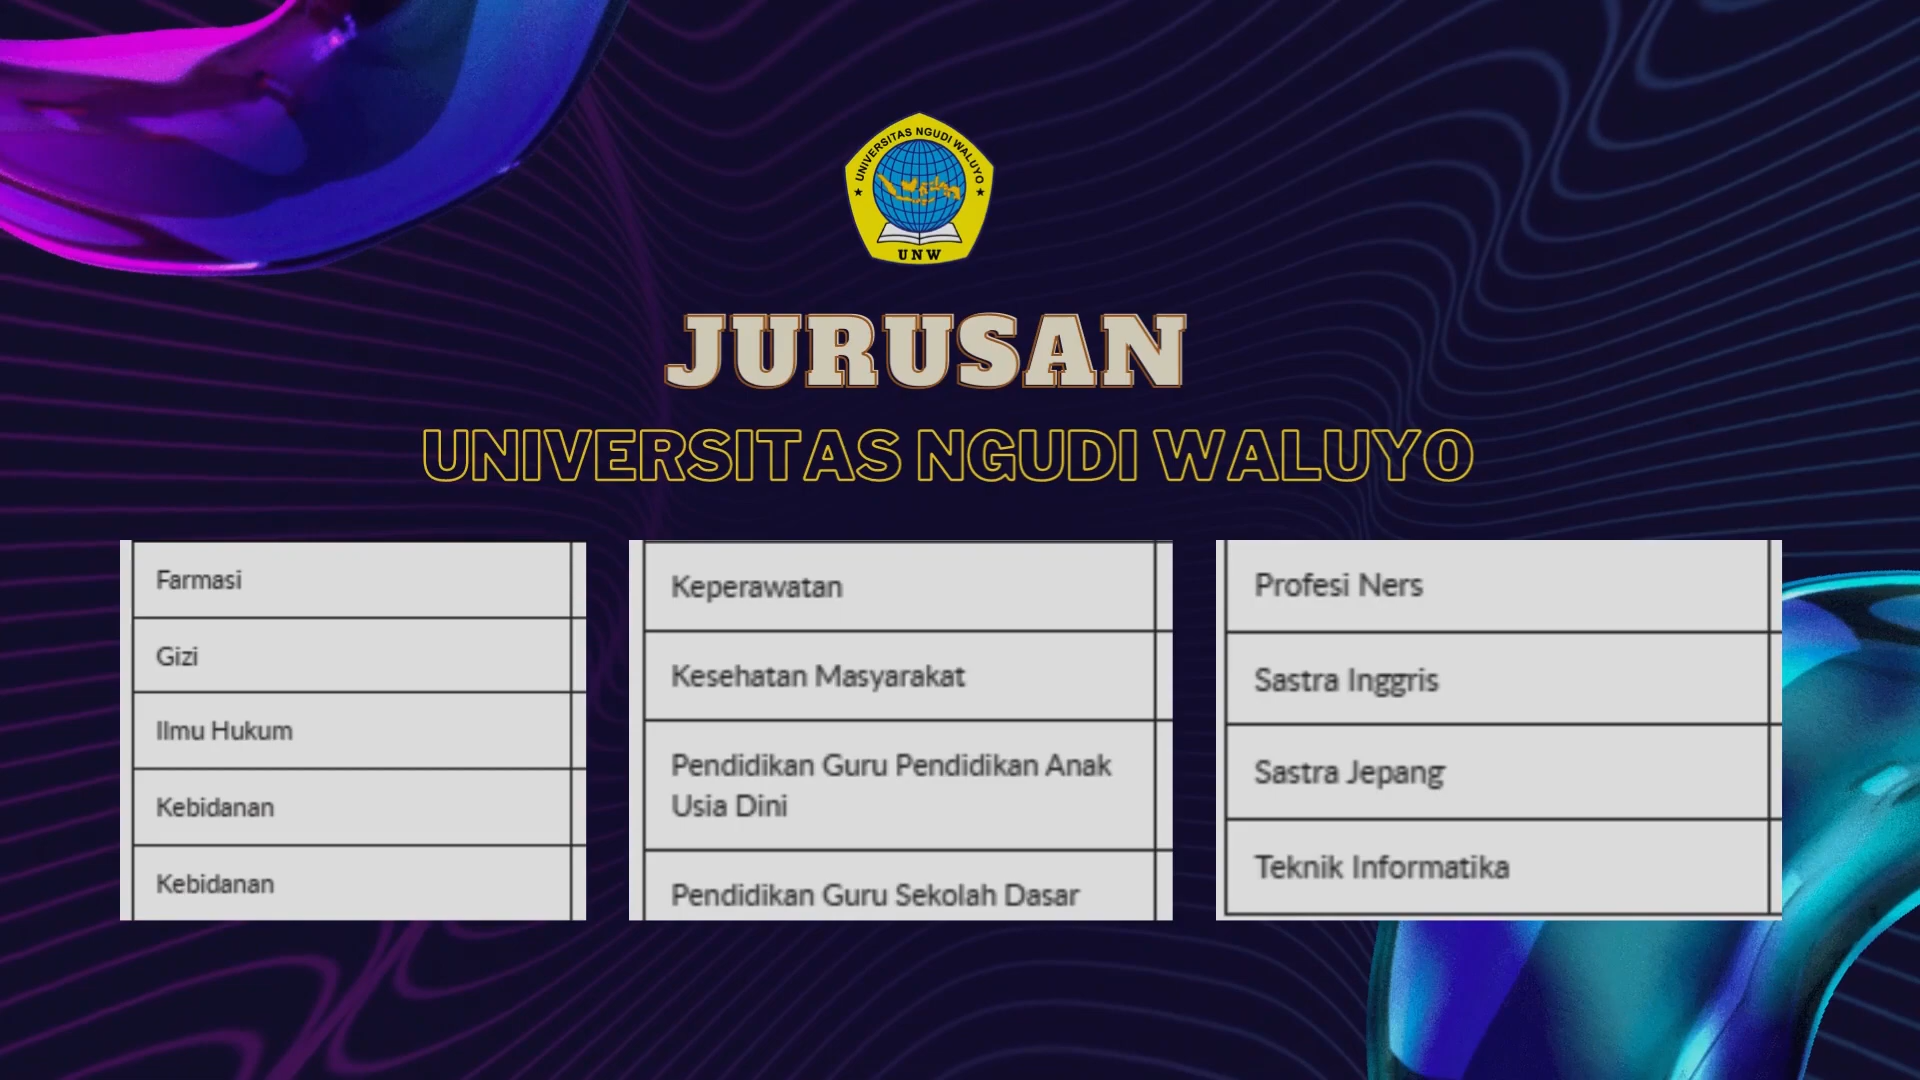 UNIVERSITAS NGUDI WALUYO
UNW
JURUSAN
UNIVERSITAS NGUDI WALUYO
Farmasi
Gizi
Ilmu Hukum
Kebidanan
Kebidanan
Keperawatan
Kesehatan Masyarakat
Pendidikan Guru Pendidikan Anak
Usia Dini
Pendidikan Guru Sekolah Dasar
Profesi Ners
Sastra Inggris
Sastra Jepang
Teknik Informatika